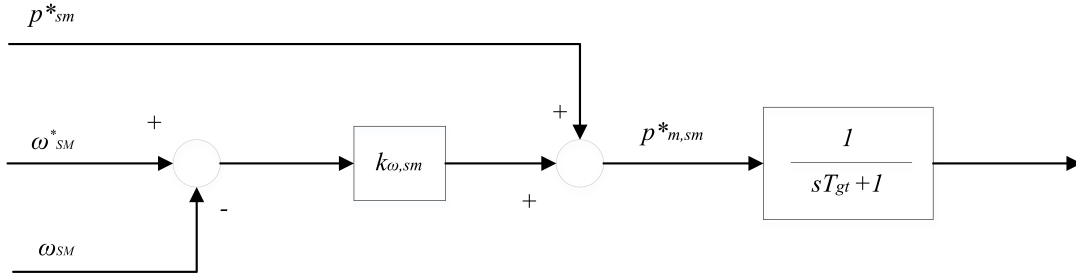 p*sm
+
+
ω*SM
kω,sm
p*m,sm
1
sTgt +1
+
-
ωSM